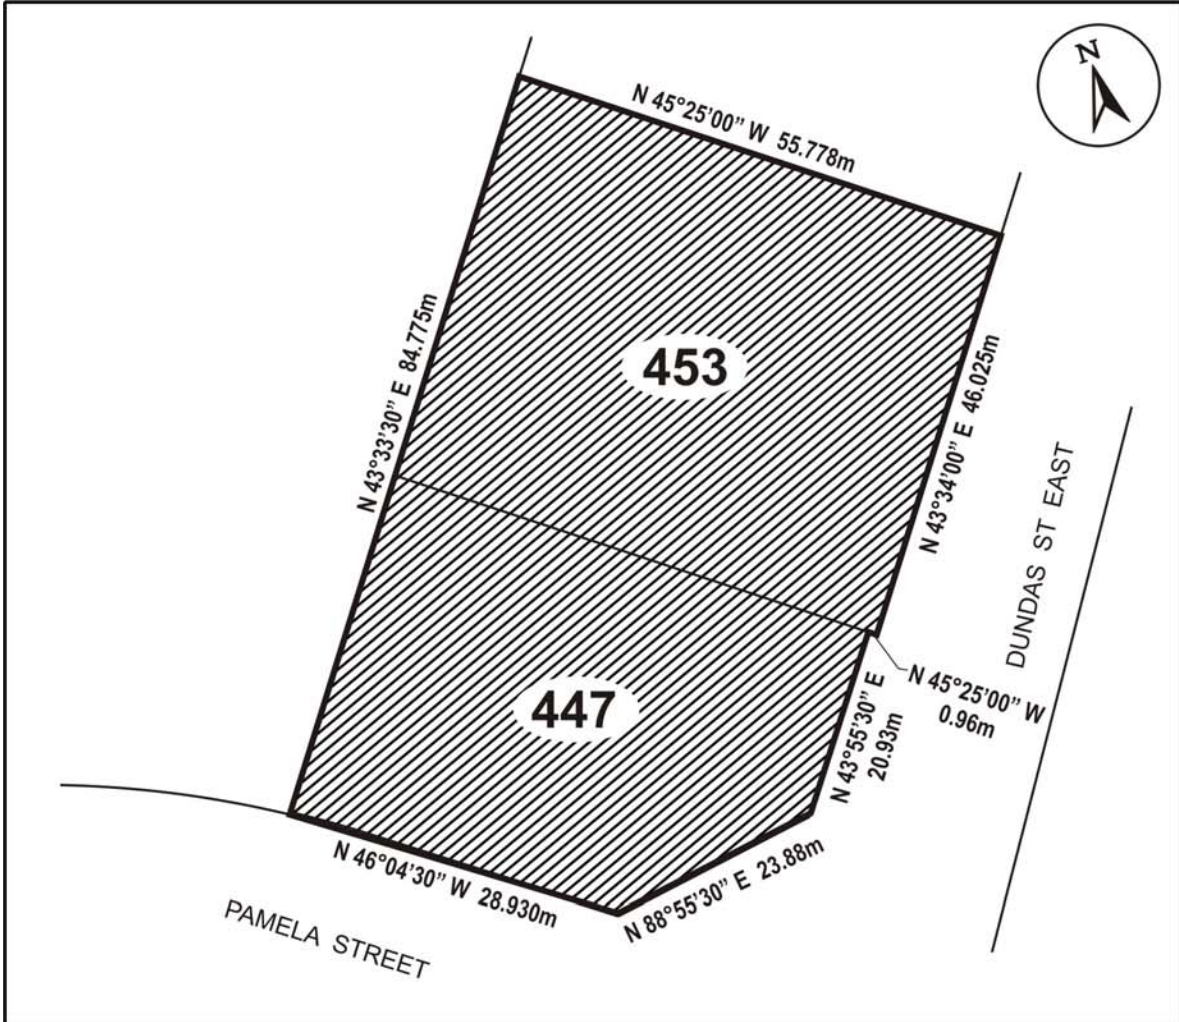 N
N 45°25’00” W 55.778m
N 43°33’30” E 84.775m
453
N 43°34’00” E 46.025m
DUNDAS ST EAST
N 45°25’00” W
0.96m
447
N 43°55’30” E
20.93m
N 46°04’30” W 28.930m
N 88°55’30” E 23.88m
PAMELA STREET